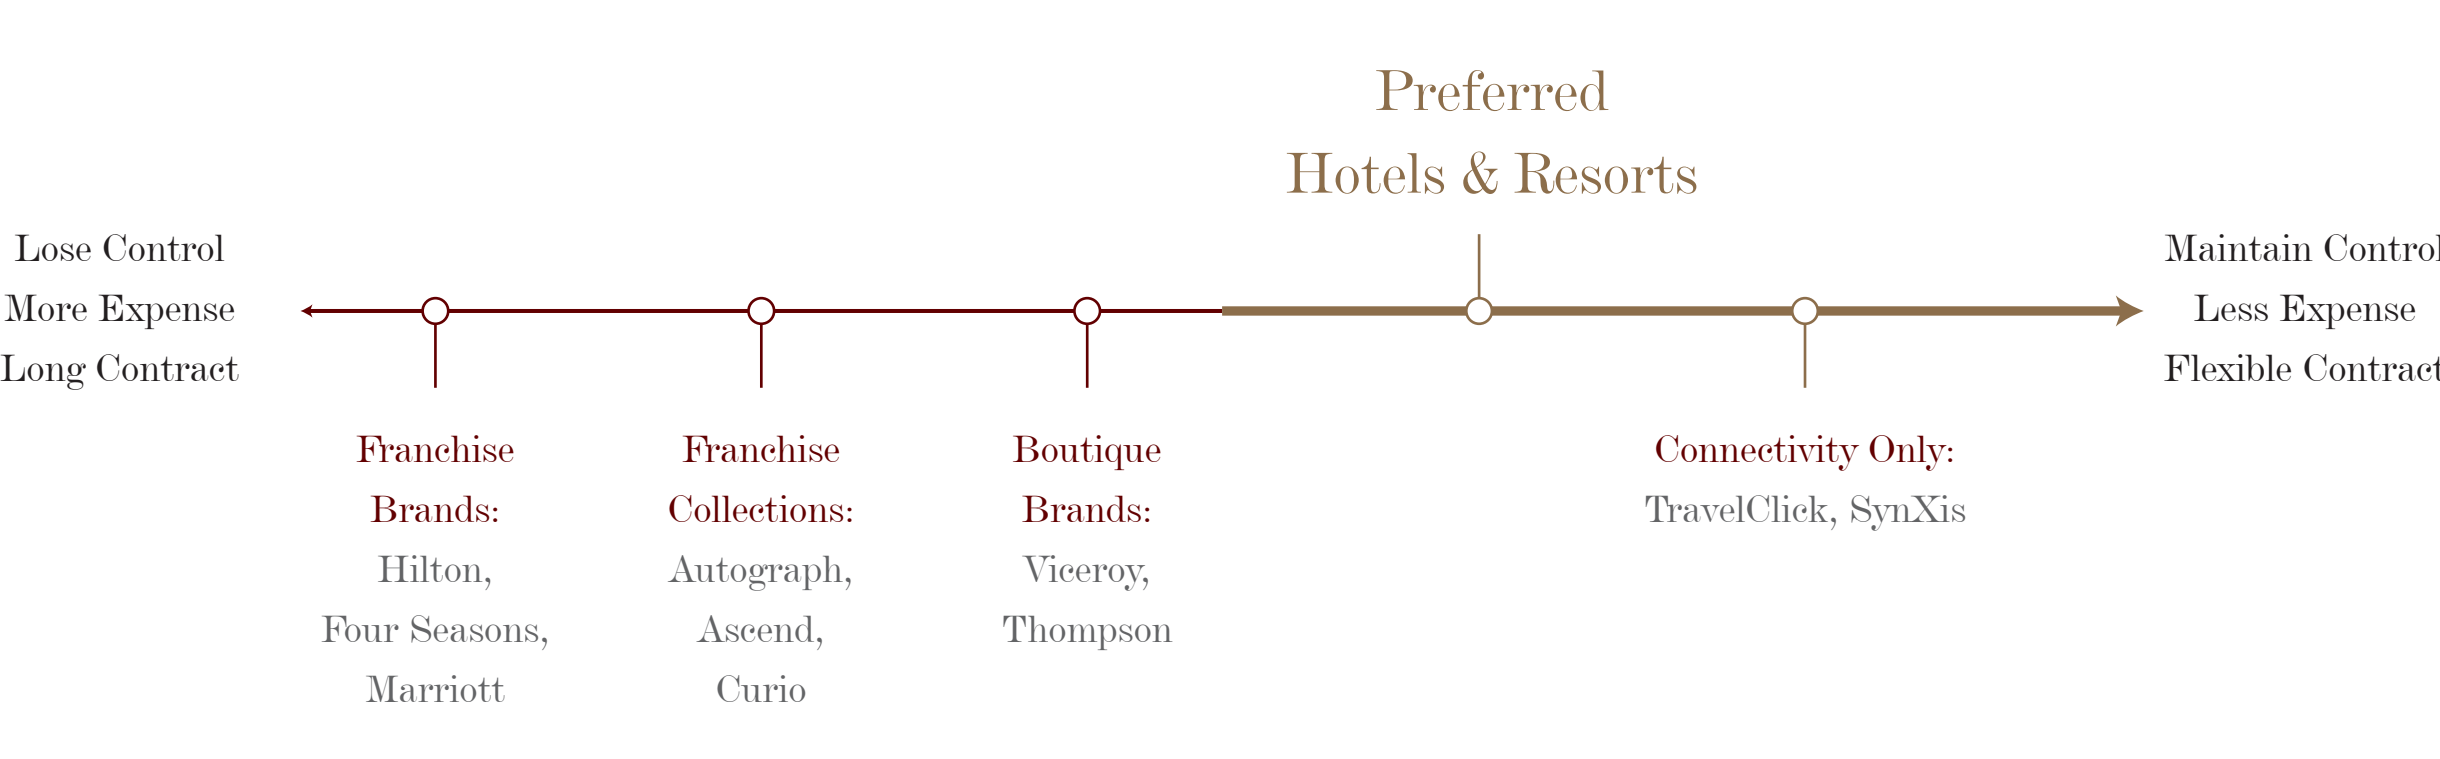 Preferred
Hotels & Resorts
Lose Control
More Expense
Long Contract
Maintain Control
Less Expense
Flexible Contract
Franchise
Brands:
Hilton,
Four Seasons,
Marriott
Franchise
Collections:
Autograph,
Ascend,
Curio
Boutique
Brands:
Viceroy,
Thompson
Connectivity Only:
TravelClick, SynXis